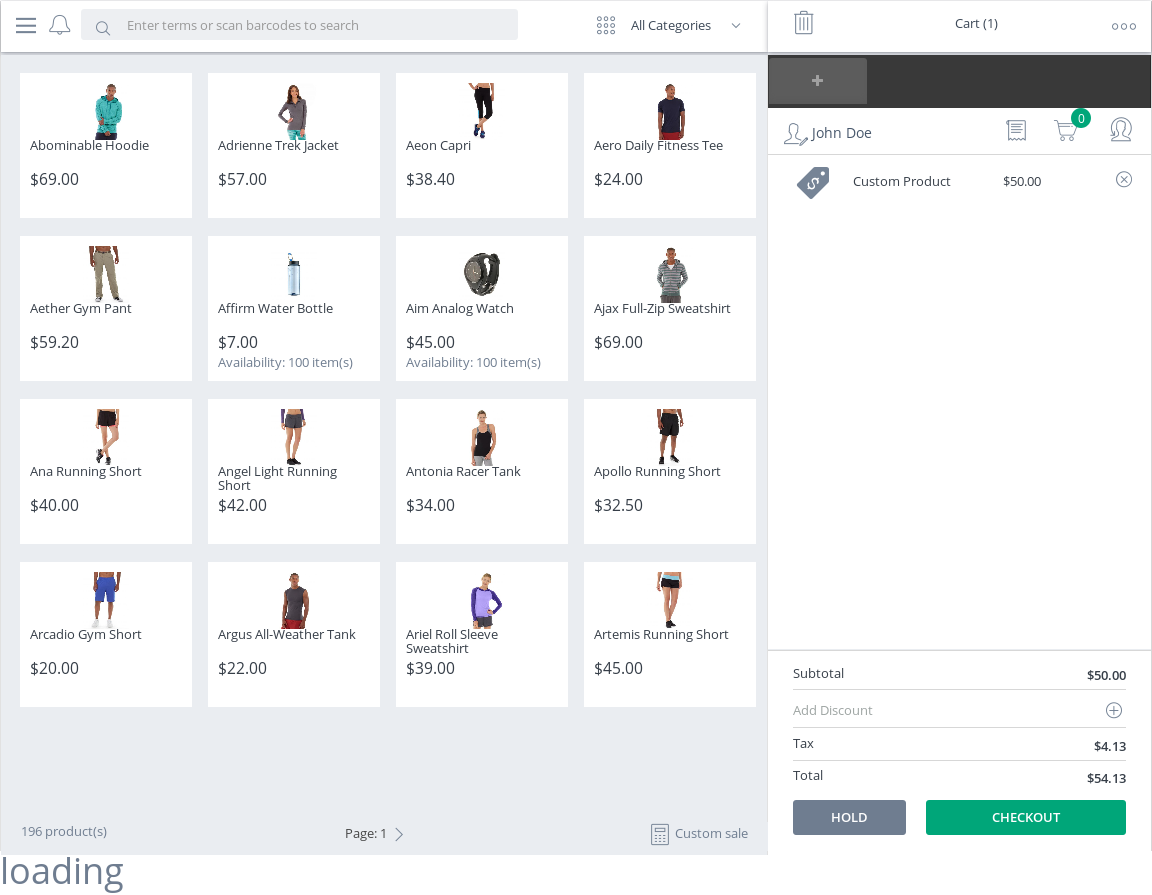 Enter terms or scan barcodes to search
All Categories
Cart (1)
+
Abominable Hoodie
$69.00
Adrienne Trek Jacket
$57.00
Aeon Capri
$38.40
Aero Daily Fitness Tee
$24.00
John Doe
0
Custom Product
$50.00
Aether Gym Pant
$59.20
Affirm Water Bottle
$7.00
Availability: 100 item(s)
Aim Analog Watch
$45.00
Availability: 100 item(s)
Ajax Full-Zip Sweatshirt
$69.00
Ana Running Short
$40.00
Angel Light Running
Short
$42.00
Antonia Racer Tank
$34.00
Apollo Running Short
$32.50
Arcadio Gym Short
$20.00
Argus All-Weather Tank
$22.00
Ariel Roll Sleeve
Sweatshirt
$39.00
Artemis Running Short
$45.00
Subtotal
$50.00
Add Discount
Tax
$4.13
Total
$54.13
HOLD
CHECKOUT
196 product(s)
Page: 1
Custom sale
loading